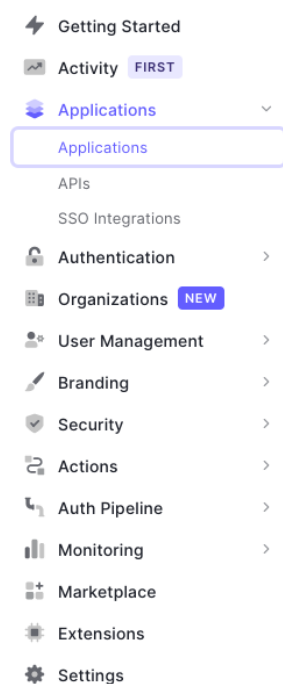 Getting Started
Activity FIRST
Applications
Applications
APIs
SSO Integrations
Authentication
Organizations NEW
User Management
Branding
Security
Actions
Auth Pipeline
Monitoring
Marketplace
Extensions
Settings